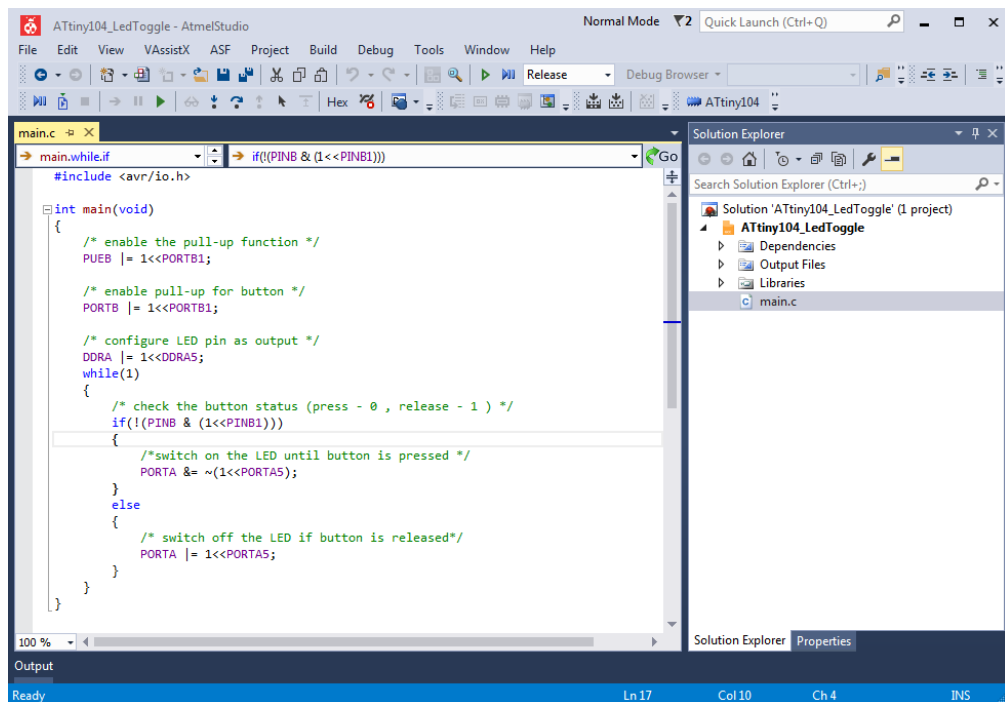 ATtiny104_LedToggle - AtmelStudio
Normal Mode 2 Quick Launch (Ctrl+Q)
File Edit View VAssistX ASF Project Build Debug Tools Window Help
Release Debug Browser
Hex ATtiny104
main.c
main.while.if if(!(PINB & (1<<PINB1))) Go
#include <avr/io.h>
int main(void)
{
/* enable the pull-up function */
PUEB |= 1<<PORTB1;
/* enable pull-up for button */
PORTB |= 1<<PORTB1;
/* configure LED pin as output */
DDRA |= 1<<DDRA5;
while(1)
{
/* check the button status (press - 0 , release - 1 ) */
if(!(PINB & (1<<PINB1)))
{
/*switch on the LED until button is pressed */
PORTA &= ~(1<<PORTA5);
}
else
{
/* switch off the LED if button is released*/
PORTA |= 1<<PORTA5;
}
}
}
100 %
Solution Explorer
Search Solution Explorer (Ctrl+;)
Solution 'ATtiny104_LedToggle' (1 project)
ATtiny104_LedToggle
Dependencies
Output Files
Libraries
main.c
Solution Explorer Properties
Output
Ready Ln 17 Col 10 Ch 4 INS